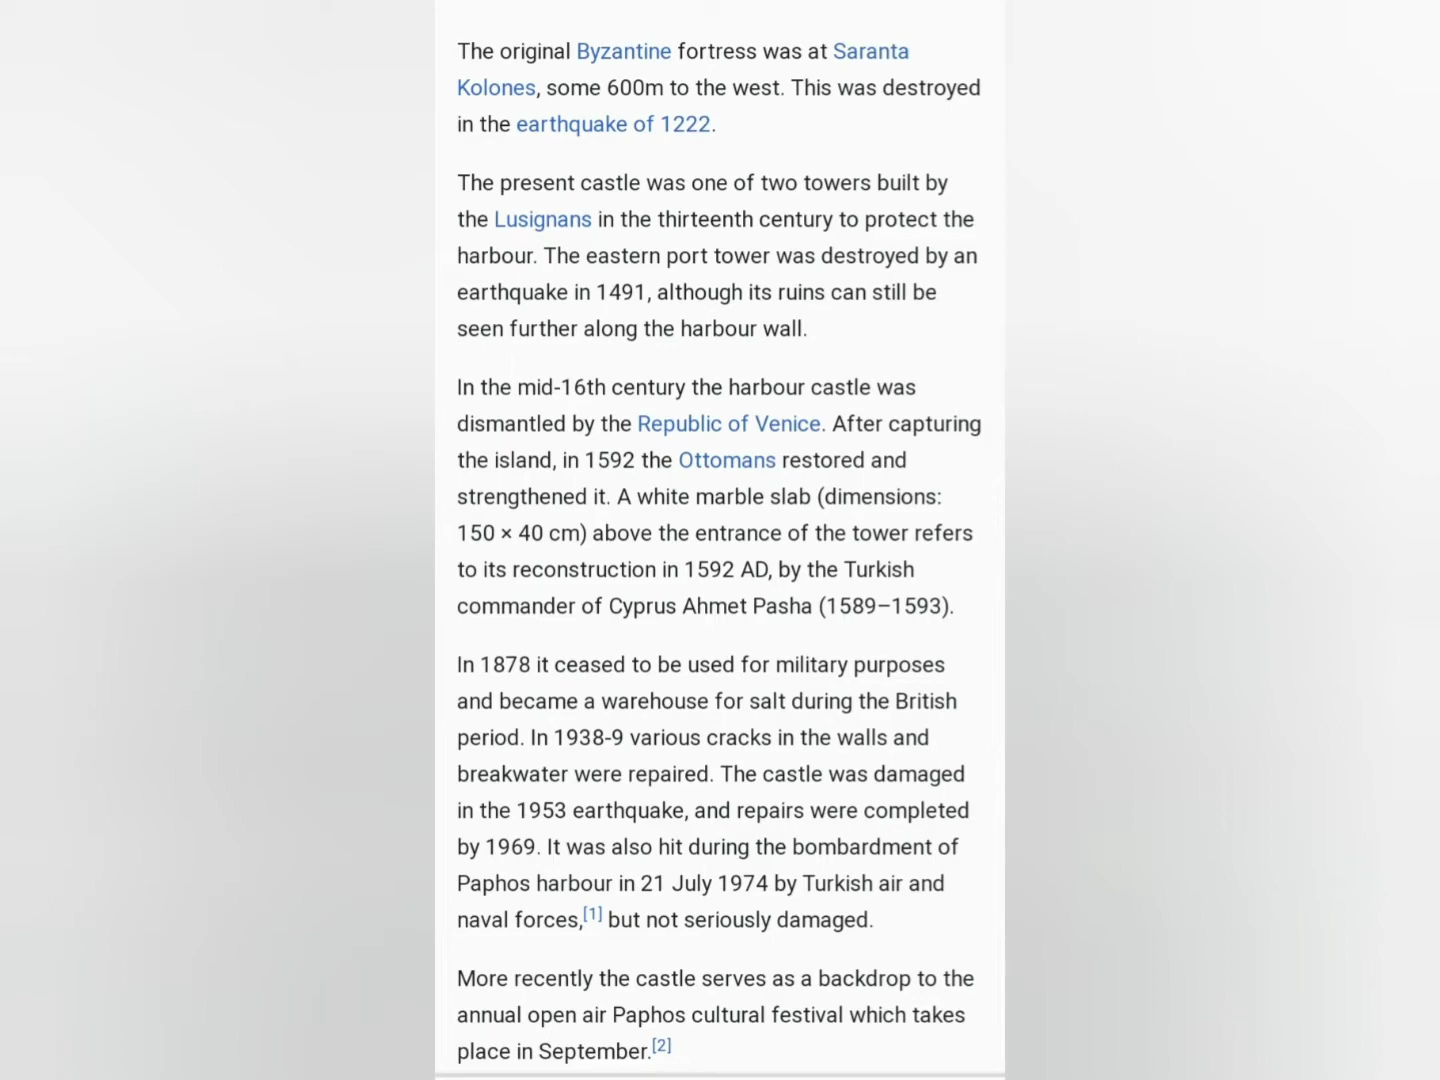 The original Byzantine fortress was at Saranta
Kolones, some 600m to the west. This was destroyed
in the earthquake of 1222.
The present castle was one of two towers built by
the Lusignans in the thirteenth century to protect the
harbour. The eastern port tower was destroyed by an
earthquake in 1491, although its ruins can still be
seen further along the harbour wall.
In the mid-16th century the harbour castle was
dismantled by the Republic of Venice. After capturing
the island, in 1592 the Ottomans restored and
strengthened it. A white marble slab (dimensions:
150 × 40 cm) above the entrance of the tower refers
to its reconstruction in 1592 AD, by the Turkish
commander of Cyprus Ahmet Pasha (1589–1593).
In 1878 it ceased to be used for military purposes
and became a warehouse for salt during the British
period. In 1938-9 various cracks in the walls and
breakwater were repaired. The castle was damaged
in the 1953 earthquake, and repairs were completed
by 1969. It was also hit during the bombardment of
Paphos harbour in 21 July 1974 by Turkish air and
naval forces,[1] but not seriously damaged.
More recently the castle serves as a backdrop to the
annual open air Paphos cultural festival which takes
place in September.[2]